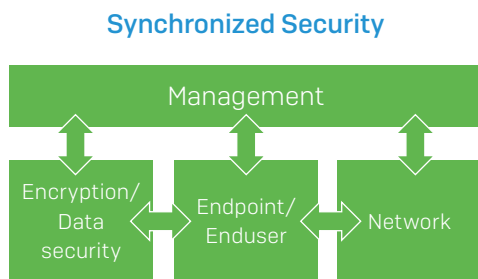 Synchronized Security
Management
Encryption/
Data
security
Endpoint/
Enduser
Network